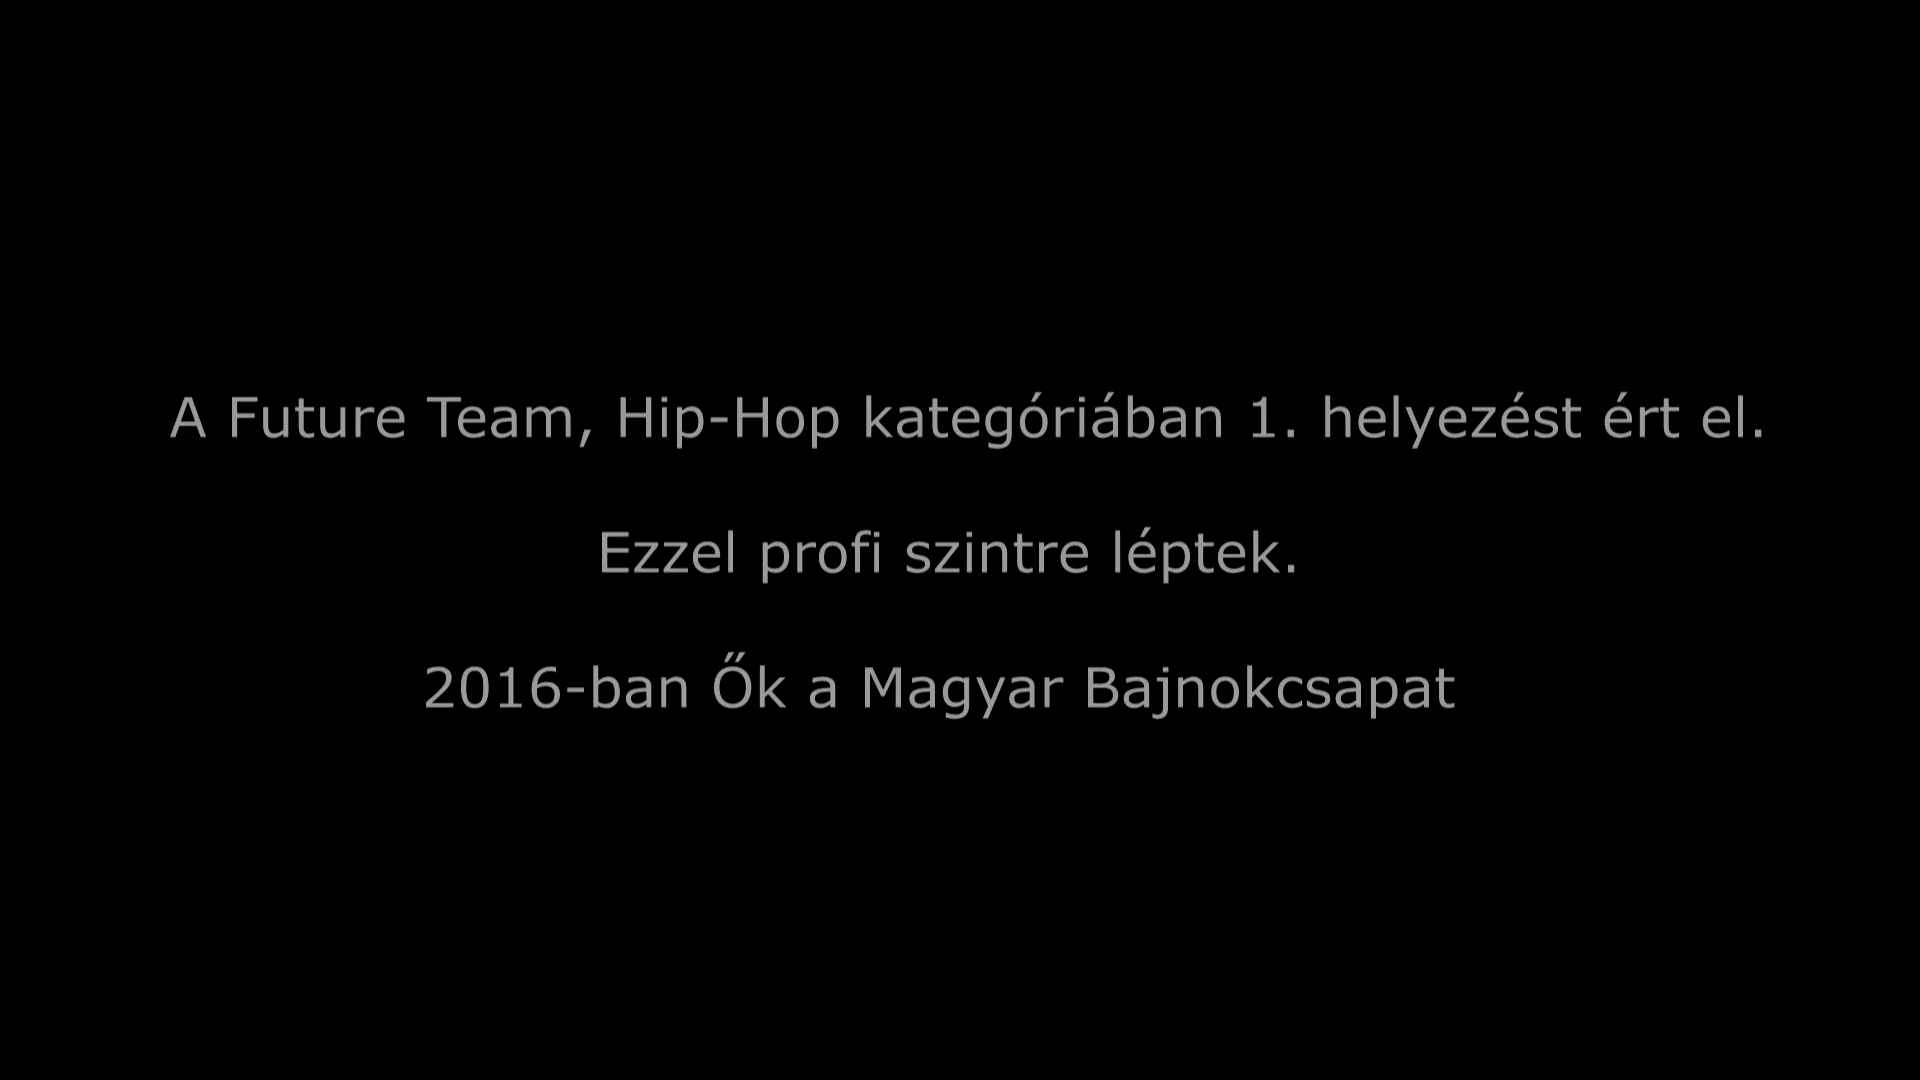 A Future Team, Hip-Hop kategóriában 1. helyezést ért el.
Ezzel profi szintre léptek.
2016-ban Ők a Magyar Bajnokcsapat